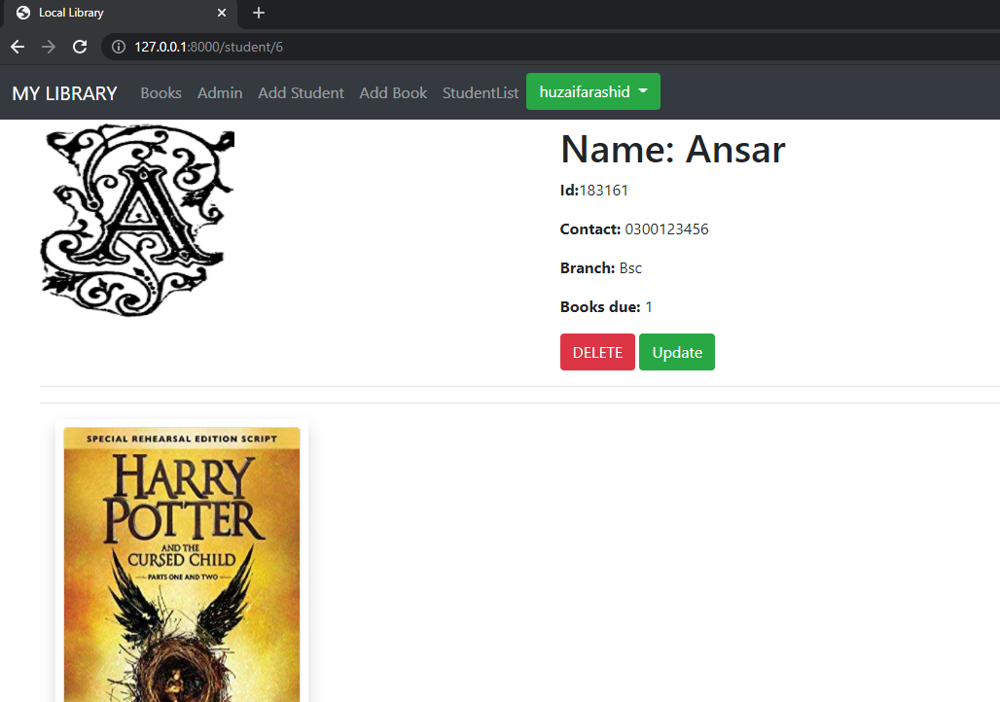 Local Library
127.0.0.1:8000/student/6
MY LIBRARY Books Admin Add Student Add Book StudentList huzaifarashid
A
Name: Ansar
Id:183161
Contact: 0300123456
Branch: Bsc
Books due: 1
DELETE Update
SPECIAL REHEARSAL EDITION SCRIPT
HARRY
POTTER
AND THE
CURSED CHILD
PARTS ONE AND TWO